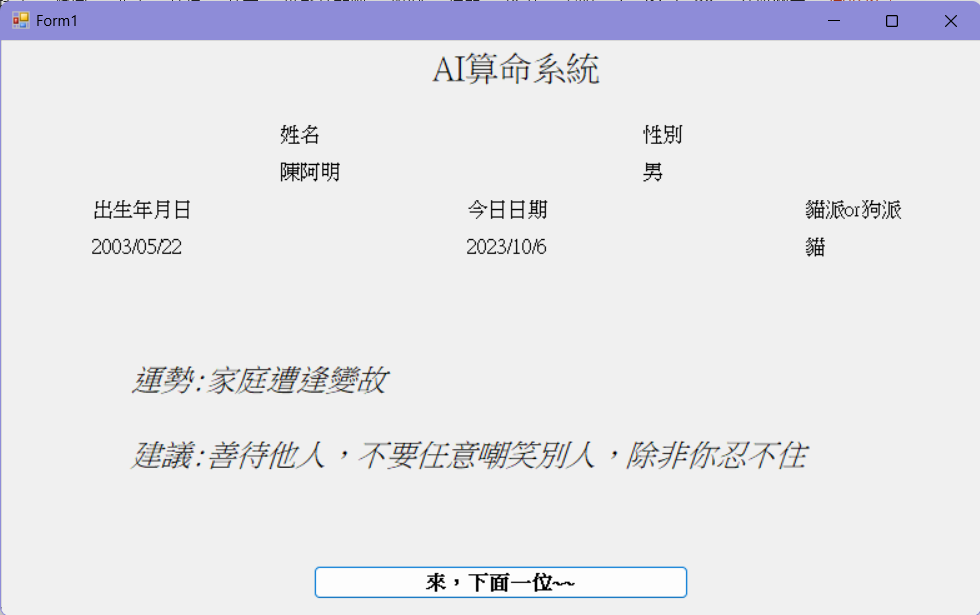 Form1
AI算命系統
姓名 性別
陳阿明 男
出生年月日 今日日期 貓派or狗派
2003/05/22 2023/10/6 貓
運勢:家庭遭逢變故
建議:善待他人，不要任意嘲笑別人，除非你忍不住
來，下面一位~~